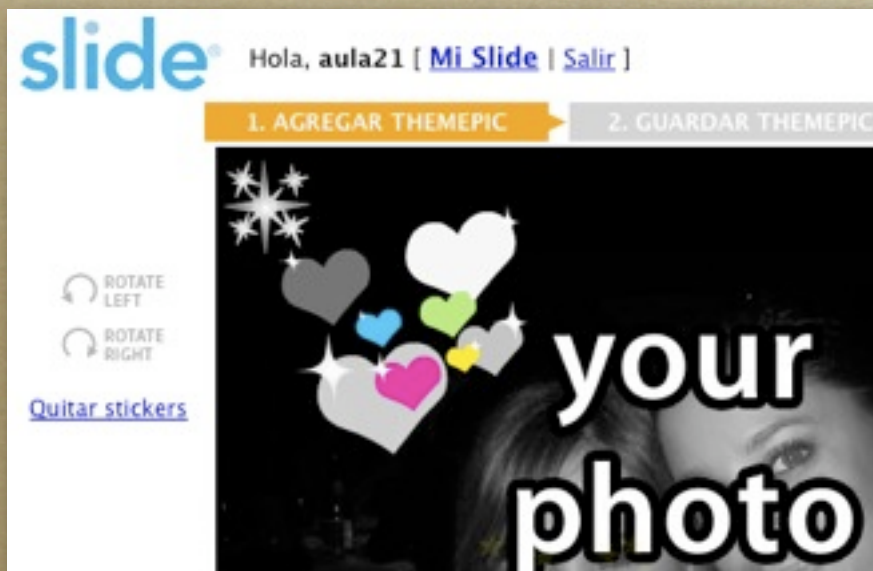 slide®
Hola, aula21 [ Mi Slide | Salir ]
1. AGREGAR THEMEPIC
2. GUARDAR THEMEPIC
ROTATE
LEFT
ROTATE
RIGHT
Quitar stickers
your
photo